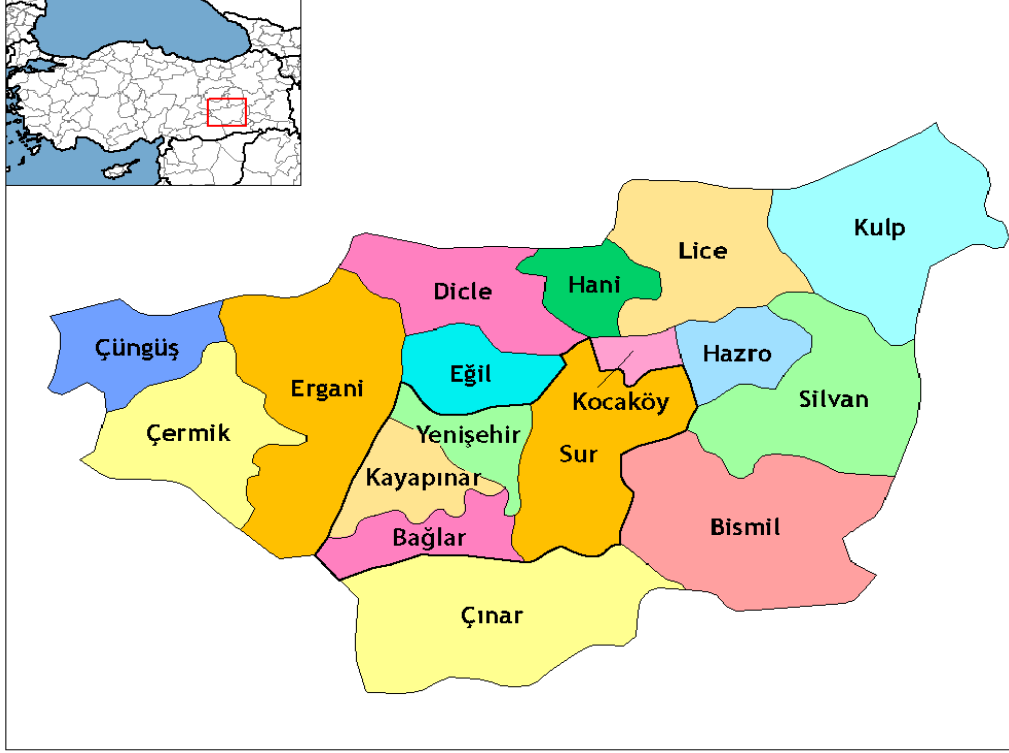 Kulp
Lice
Hani
Dicle
Çüngüş
Hazro
Eğil
Ergani
Silvan
Kocaköy
Çermik
Yenişehir
Sur
Kayapınar
Bismil
Bağlar
Çınar